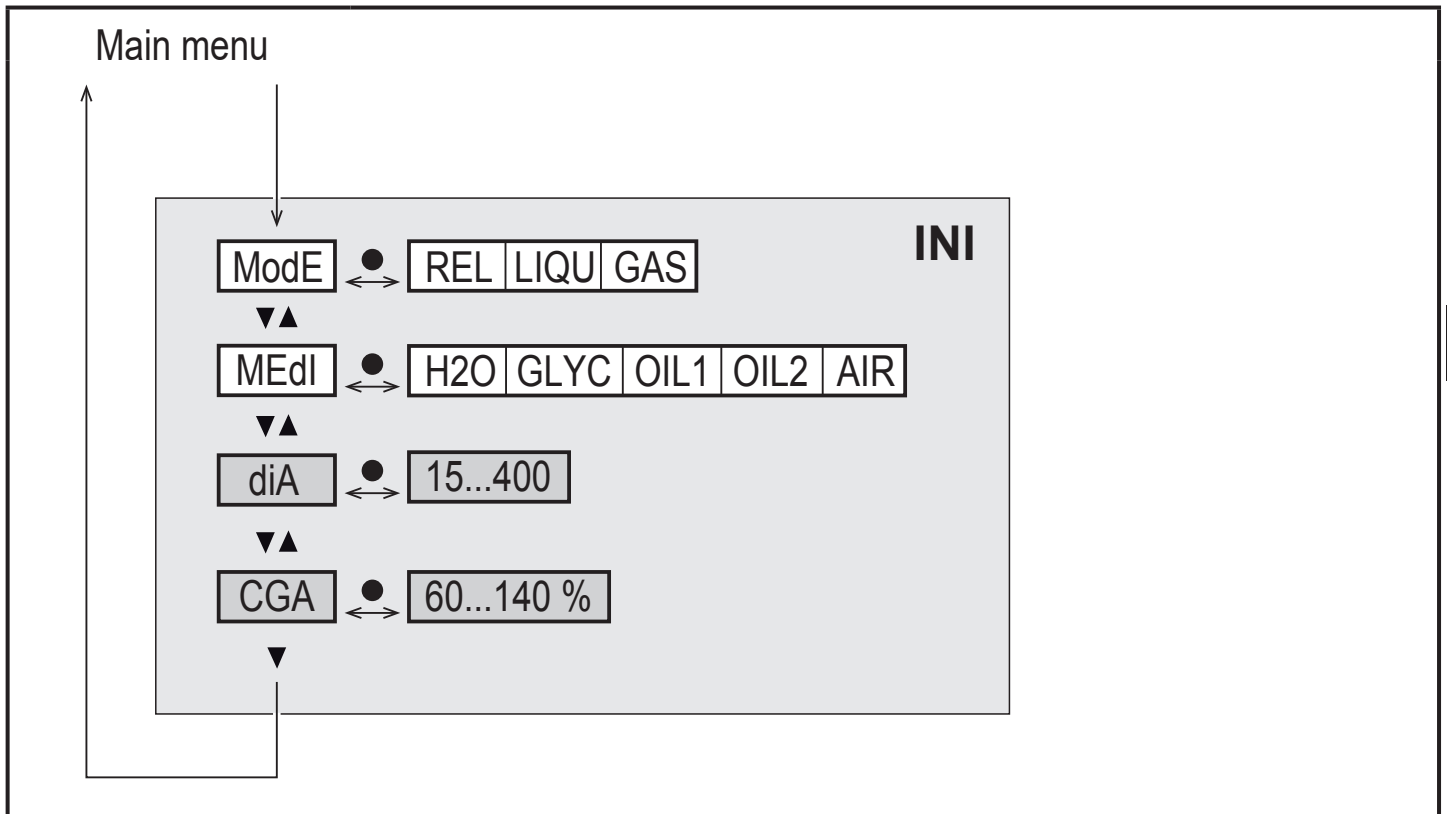 Main menu
INI
ModE REL LIQU GAS
MEdI H2O GLYC OIL1 OIL2 AIR
diA 15...400
CGA 60...140 %